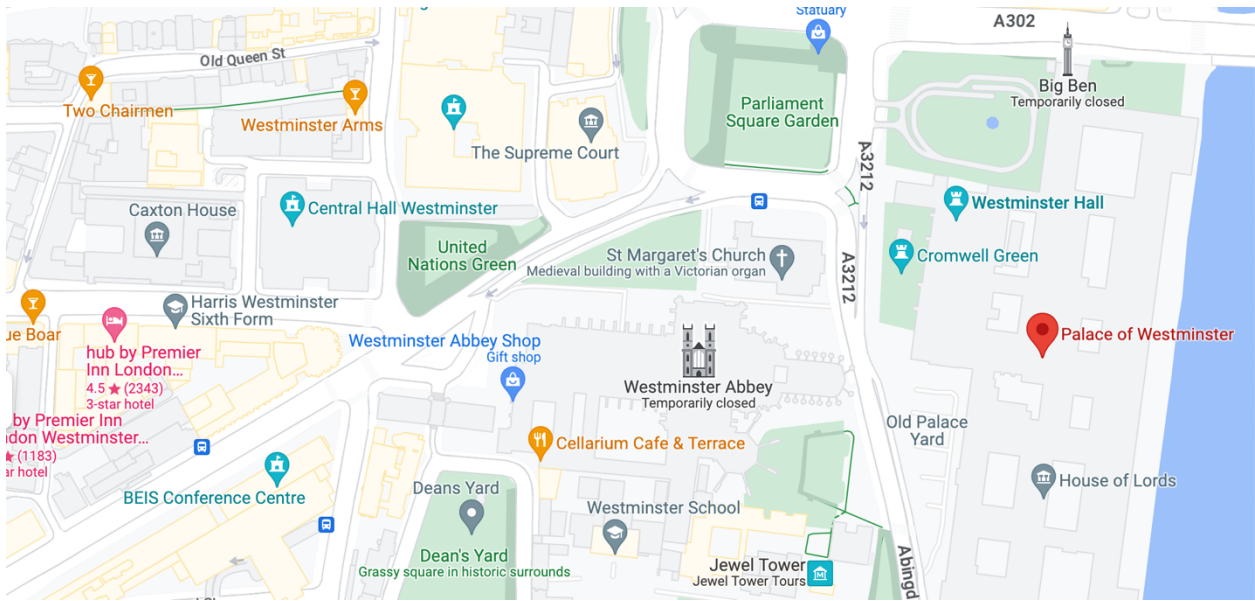 Statuary
A302
Old Queen St
Big Ben
Temporarily closed
Two Chairmen
Westminster Arms
Parliament
Square Garden
The Supreme Court
A3212
Caxton House
Central Hall Westminster
Westminster Hall
United
Nations Green
St Margaret's Church
Medieval building with a Victorian organ
Cromwell Green
A3212
Harris Westminster
Sixth Form
ue Boar
Westminster Abbey Shop
Gift shop
Palace of Westminster
hub by Premier
Inn London...
4.5 ★ (2343)
3-star hotel
Westminster Abbey
Temporarily closed
by Premier Inn
ndon Westminster...
★ (1183)
ar hotel
Old Palace
Yard
Cellarium Cafe & Terrace
BEIS Conference Centre
Deans Yard
House of Lords
Westminster School
Dean's Yard
Grassy square in historic surrounds
Jewel Tower
Jewel Tower Tours
Abingd